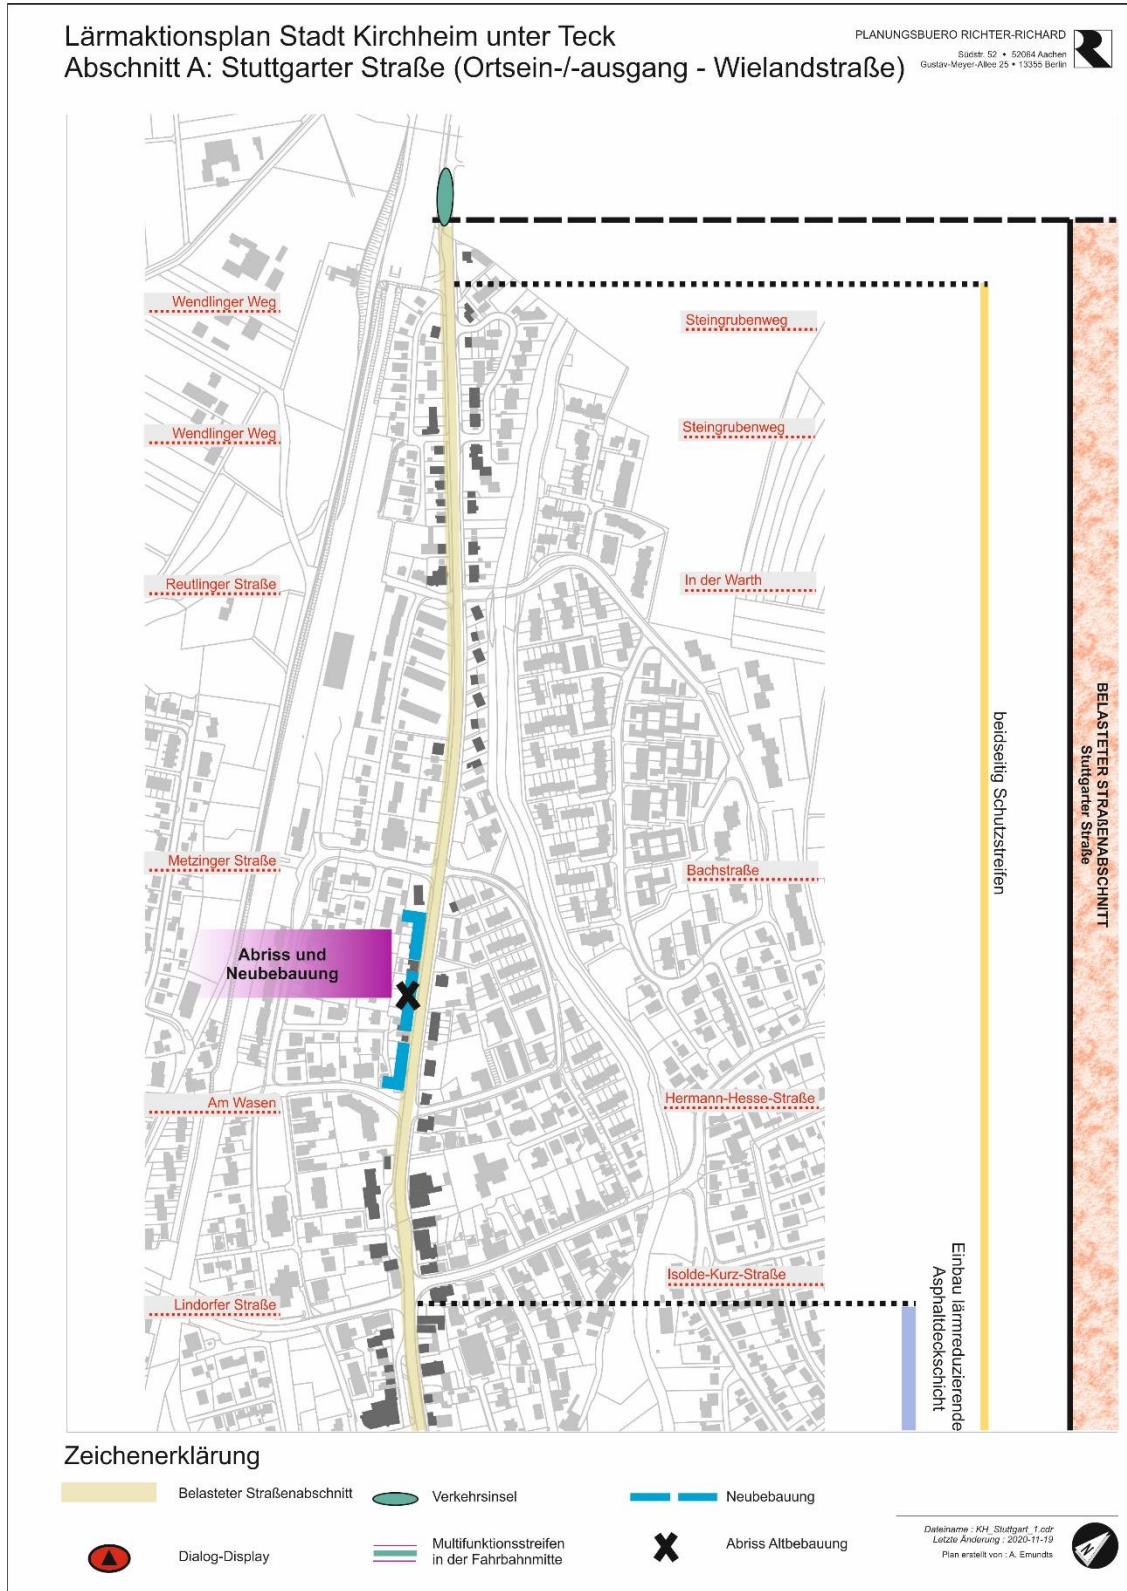 Lärmaktionsplan Stadt Kirchheim unter Teck
Abschnitt A: Stuttgarter Straße (Ortsein-/-ausgang - Wielandstraße)
PLANUNGSBUERO RICHTER-RICHARD
Südstr. 52 • 52064 Aachen
Gustav-Meyer-Allee 25 • 13355 Berlin
Wendlinger Weg
Steingrubenweg
Wendlinger Weg
Steingrubenweg
Reutlinger Straße
In der Warth
Metzinger Straße
Bachstraße
Abriss und
Neubebauung
Am Wasen
Hermann-Hesse-Straße
Lindorfer Straße
Isolde-Kurz-Straße
Einbau lärmreduzierende
Asphaltdeckschicht
beidseitig Schutzstreifen
BELASTETER STRAßENABSCHNITT
Stuttgarter Straße
Zeichenerklärung
Belasteter Straßenabschnitt
Verkehrsinsel
Neubebauung
Dialog-Display
Multifunktionsstreifen
in der Fahrbahnmitte
Abriss Altbebauung
Dateiname : KH_Stuttgart_1.cdr
Letzte Änderung : 2020-11-19
Plan erstellt von : A. Emundts
N